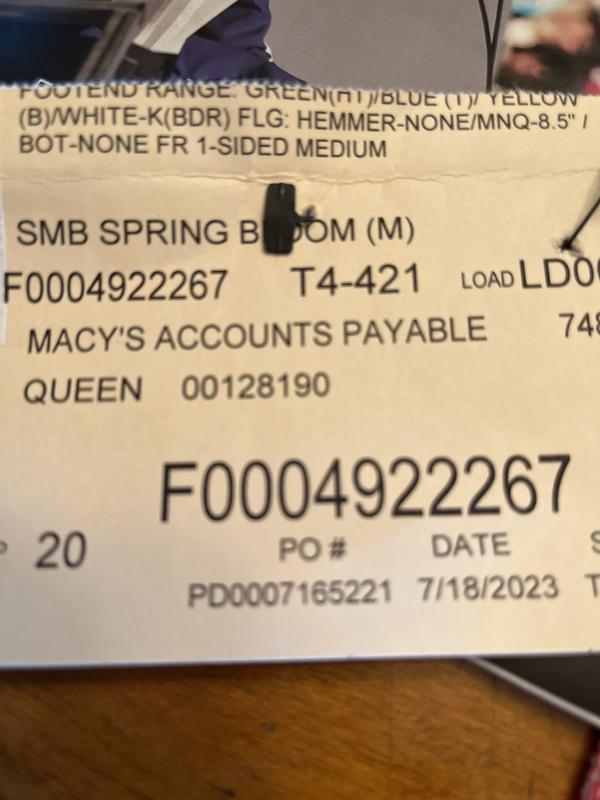 FOOTEND RANGE: GREEN(HT)/BLUE (T)/ YELLOW
(B)/WHITE-K(BDR) FLG: HEMMER-NONE/MNQ-8.5" /
BOT-NONE FR 1-SIDED MEDIUM
SMB SPRING B OOM (M)
F0004922267 T4-421 LOAD LD00
MACY'S ACCOUNTS PAYABLE 748
QUEEN 00128190
F0004922267
20 PO # DATE S
PD0007165221 7/18/2023 T